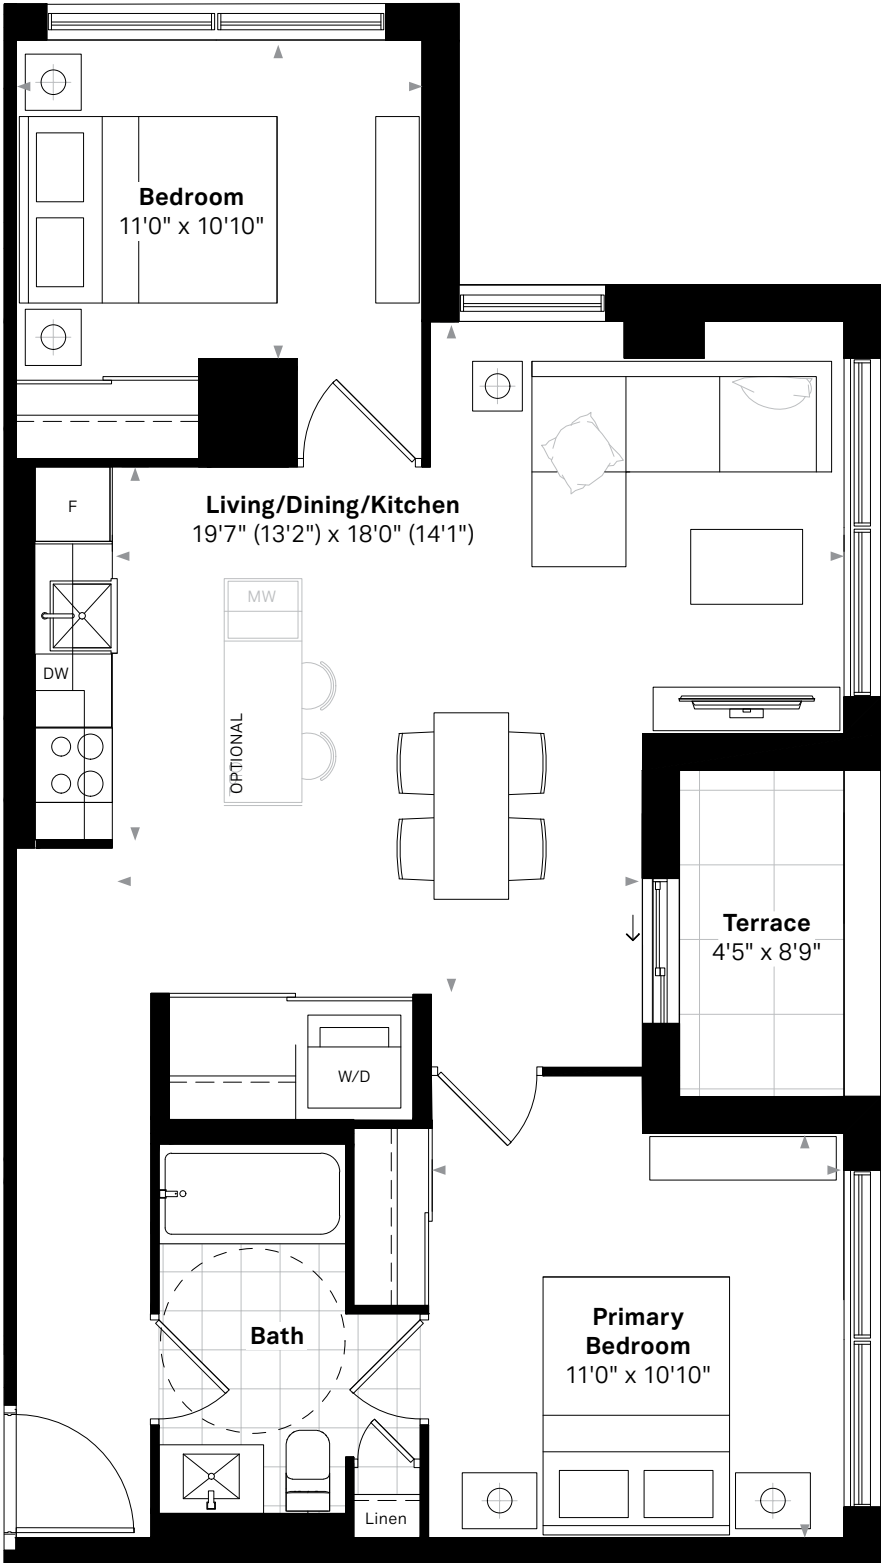 Bedroom
11'0" x 10'10"
Living/Dining/Kitchen
19'7" (13'2") x 18'0" (14'1")
F
MW
DW
OPTIONAL
Terrace
4'5" x 8'9"
W/D
Primary
Bedroom
11'0" x 10'10"
Bath
Linen